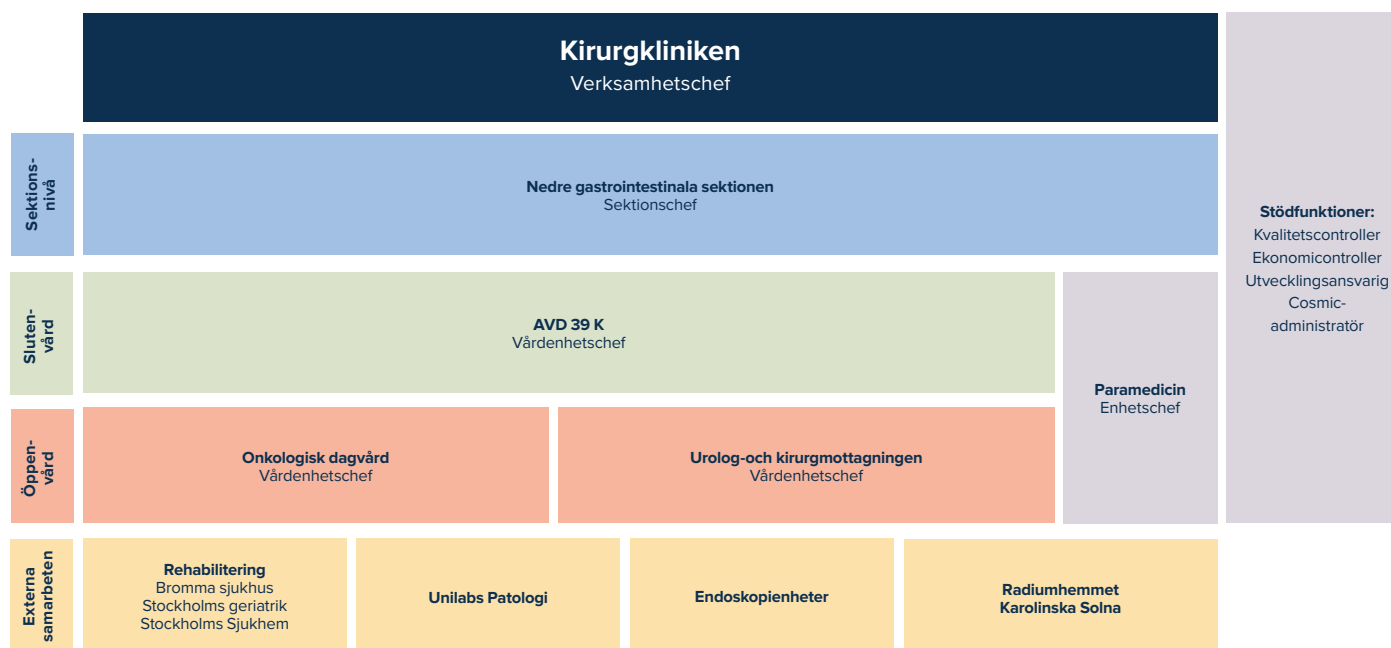 Kirurgkliniken
Verksamhetschef
Sektions-
nivå
Nedre gastrointestinala sektionen
Sektionschef
Stödfunktioner:
Kvalitetscontroller
Ekonomicontroller
Utvecklingsansvarig
Cosmic-
administratör
Sluten-
vård
AVD 39 K
Vårdenhetschef
Paramedicin
Enhetschef
Öppen-
vård
Onkologisk dagvård
Vårdenhetschef
Urolog-och kirurgmottagningen
Vårdenhetschef
Externa
samarbeten
Rehabilitering
Bromma sjukhus
Stockholms geriatrik
Stockholms Sjukhem
Unilabs Patologi
Endoskopienheter
Radiumhemmet
Karolinska Solna